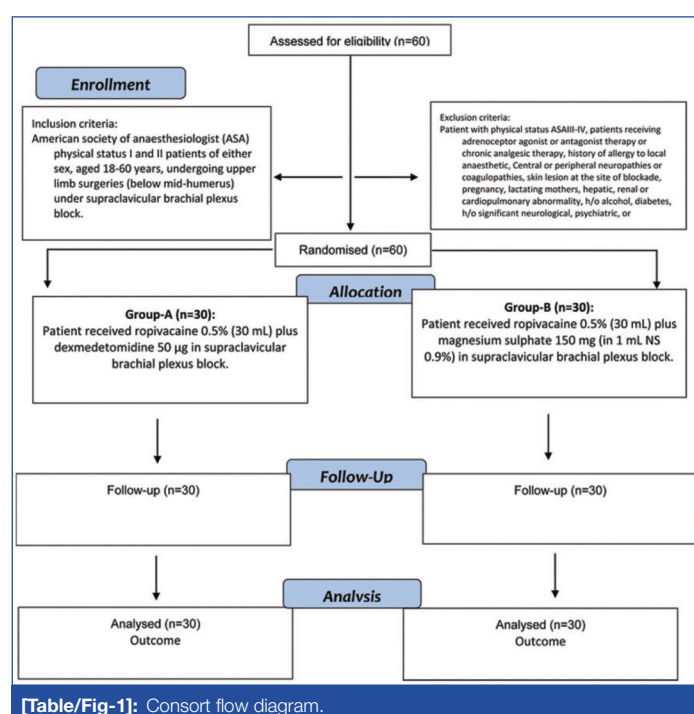 Assessed for eligibility (n=60)
Enrollment
Inclusion criteria:
American society of anaesthesiologist (ASA)
physical status I and II patients of either
sex, aged 18-60 years, undergoing upper
limb surgeries (below mid-humerus)
under supraclavicular brachial plexus
block.
Exclusion criteria:
Patient with physical status ASAIII-IV, patients receiving
adrenoceptor agonist or antagonist therapy or
chronic analgesic therapy, history of allergy to local
anaesthetic, Central or peripheral neuropathies or
coagulopathies, skin lesion at the site of blockade,
pregnancy, lactating mothers, hepatic, renal or
cardiopulmonary abnormality, h/o alcohol, diabetes,
h/o significant neurological, psychiatric, or
Randomised (n=60)
Allocation
Group-A (n=30):
Patient received ropivacaine 0.5% (30 mL) plus
dexmedetomidine 50 µg in supraclavicular
brachial plexus block.
Group-B (n=30):
Patient received ropivacaine 0.5% (30 mL) plus
magnesium sulphate 150 mg (in 1 mL NS
0.9%) in supraclavicular brachial plexus block.
Follow-Up
Follow-up (n=30)
Follow-up (n=30)
Analysis
Analysed (n=30)
Outcome
Analysed (n=30)
Outcome
[Table/Fig-1]: Consort flow diagram.